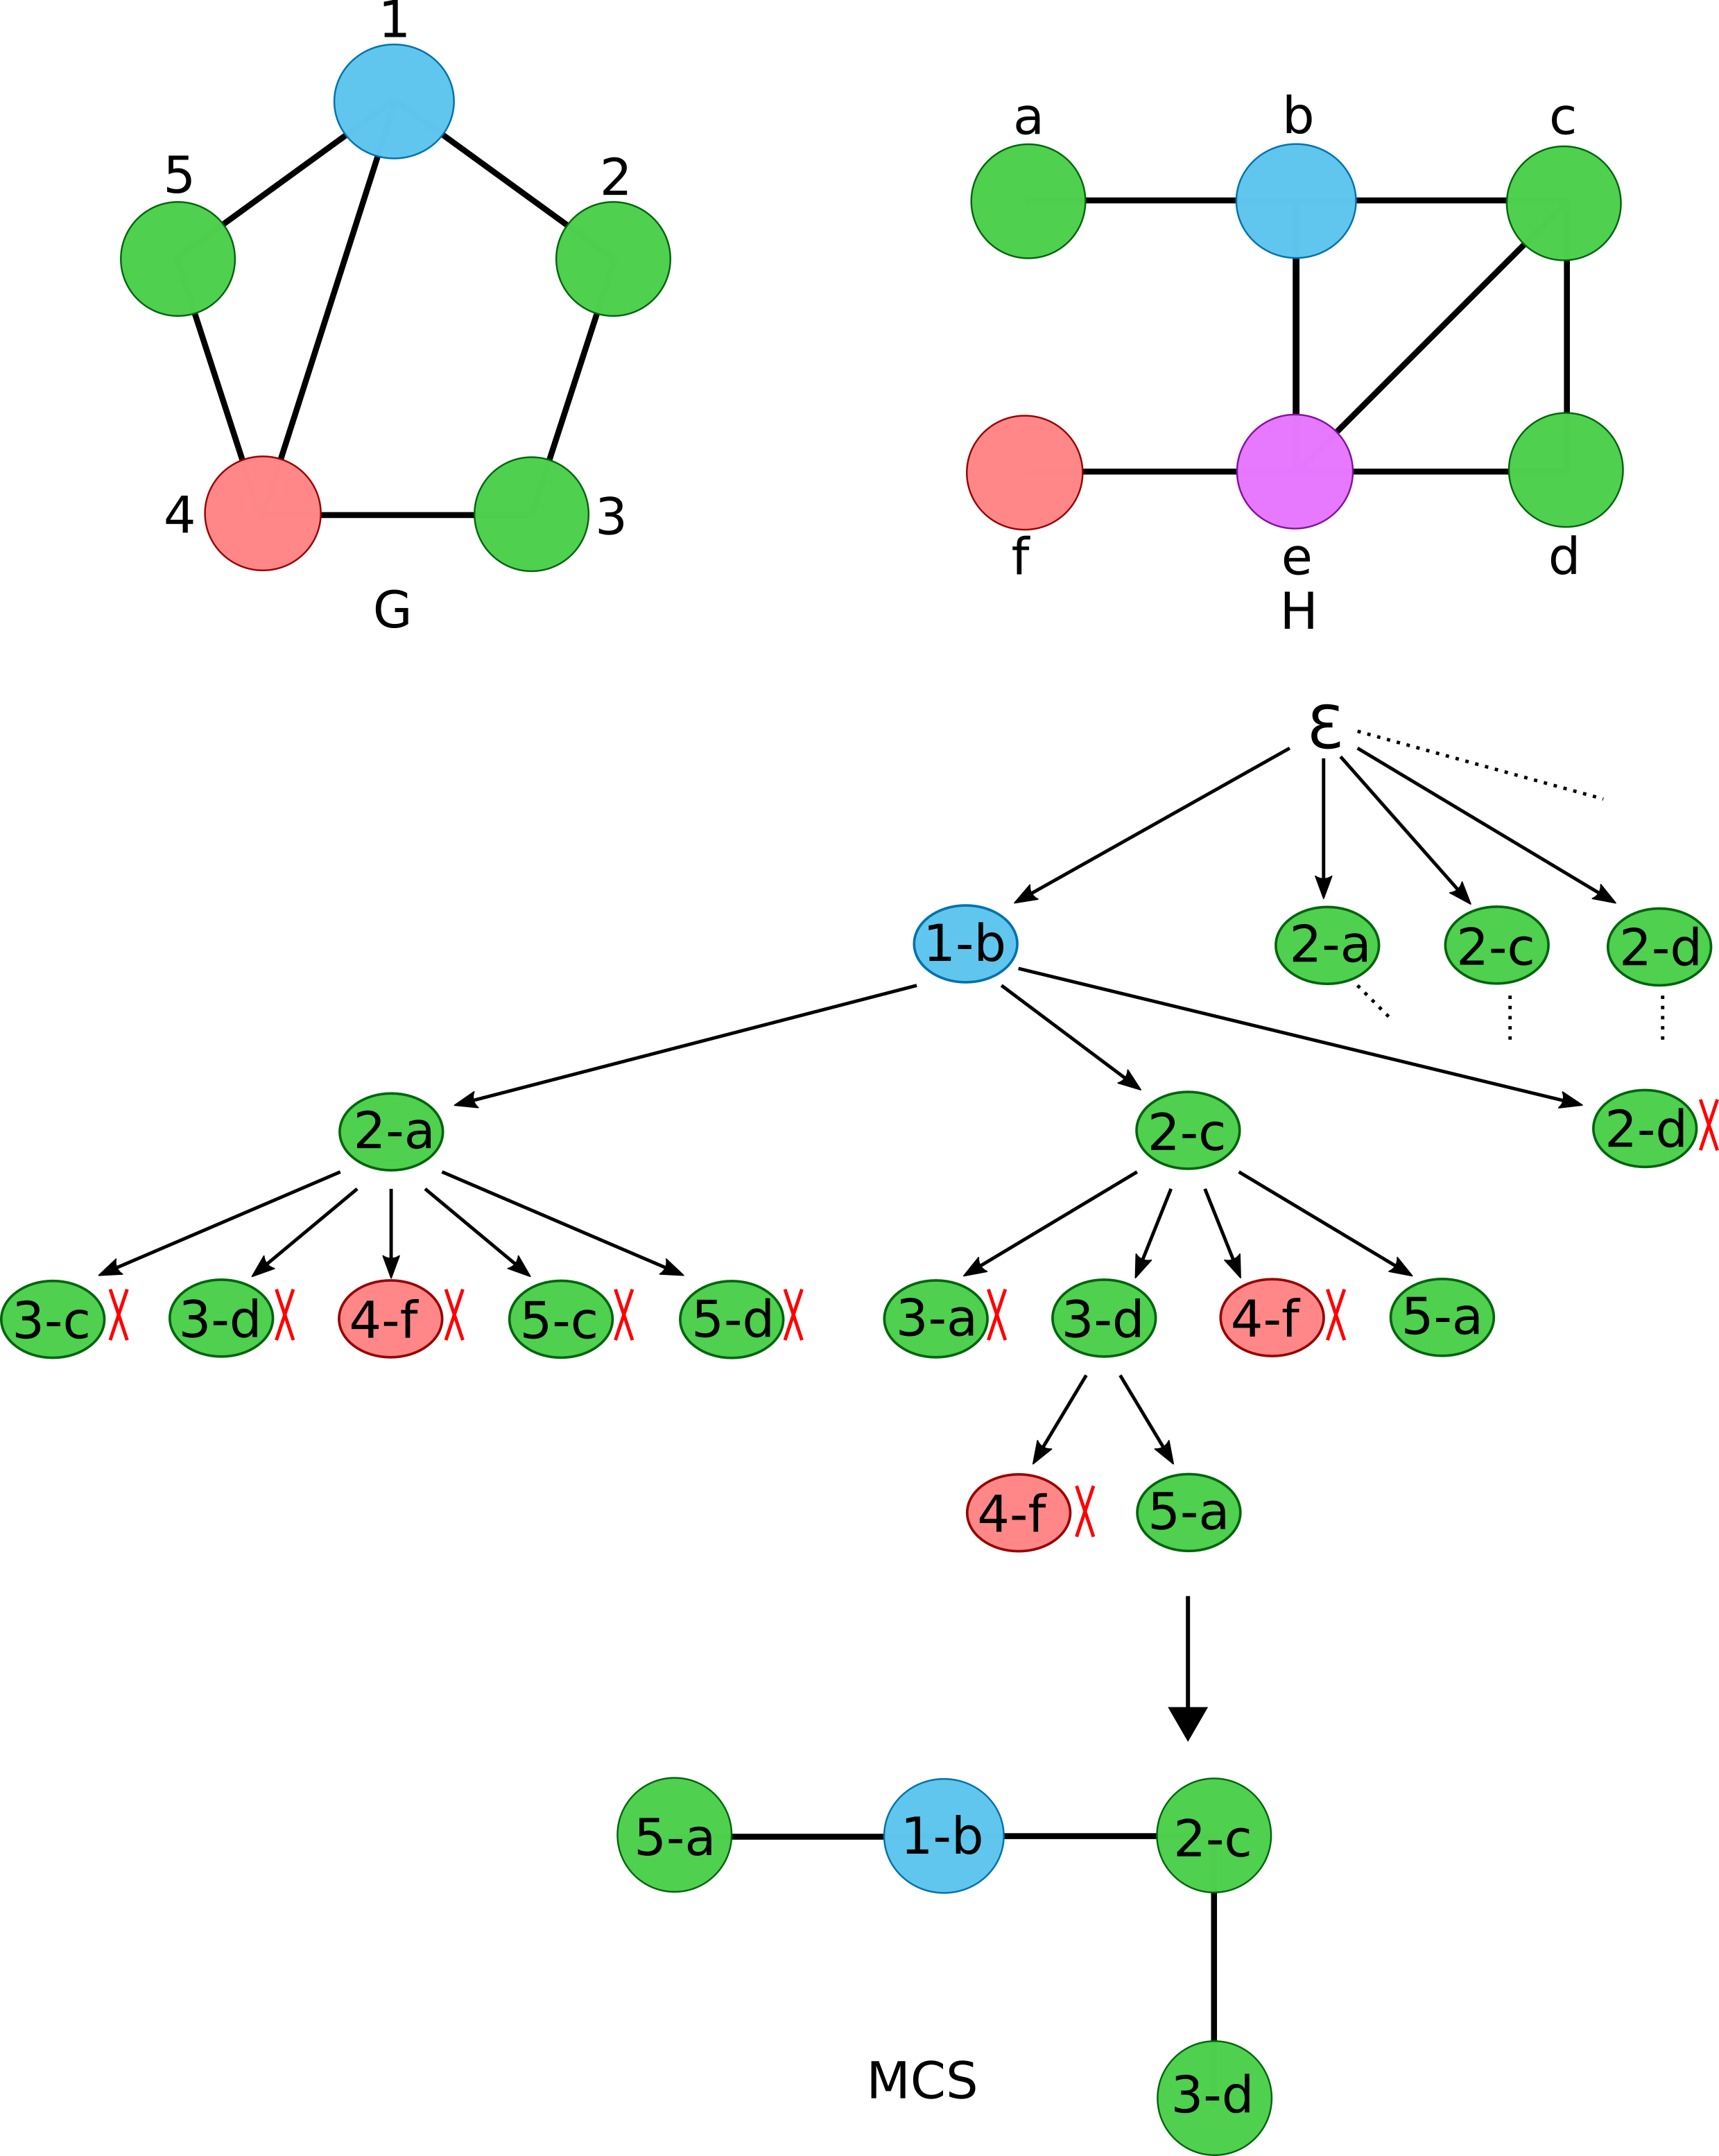 1
5
2
4
3
G
a
b
c
f
e
d
H
ε
1-b
2-a
2-c
2-d
2-a
2-c
2-d X
3-c X
3-d X
4-f X
5-c X
5-d X
3-a X
3-d
4-f X
5-a
4-f X
5-a
5-a
1-b
2-c
MCS
3-d